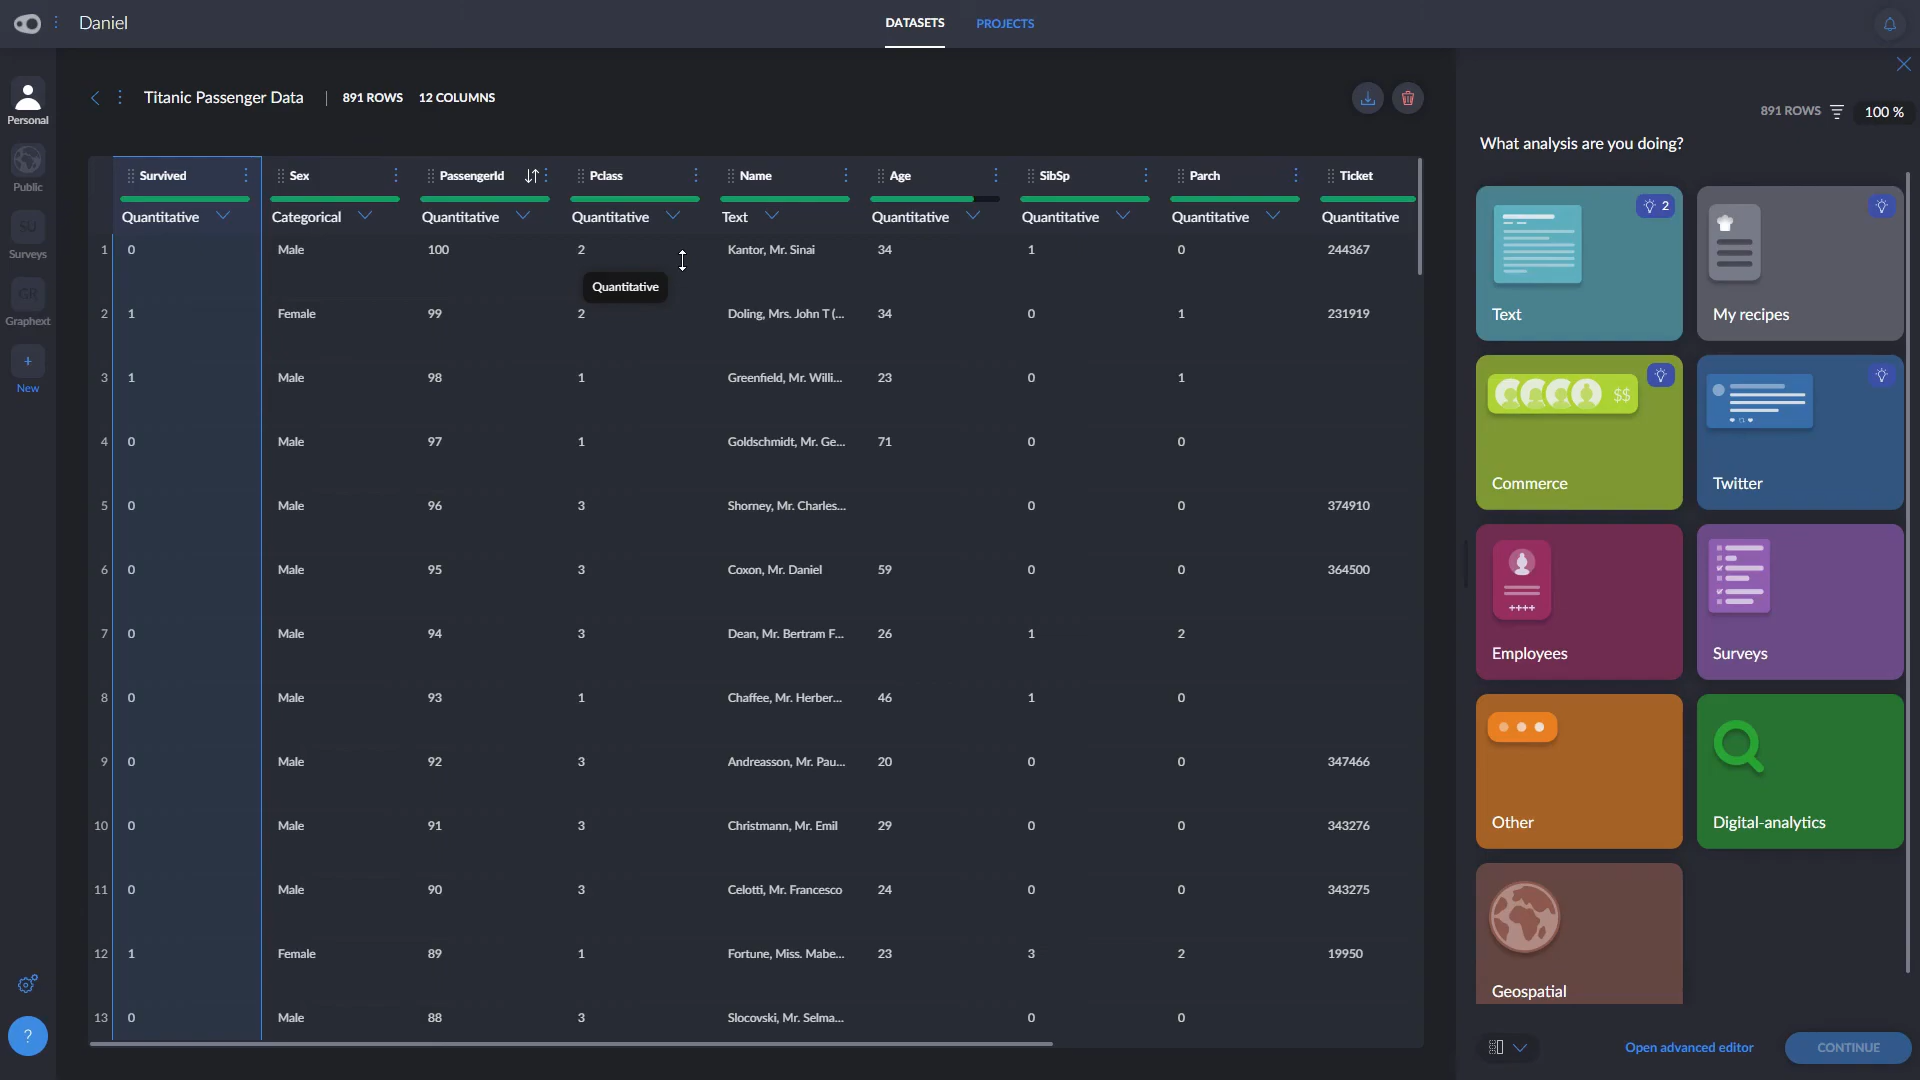 Daniel
DATASETS PROJECTS
Personal
Public
SU
Surveys
GR
Graphext
+
New
?
Titanic Passenger Data | 891 ROWS 12 COLUMNS
Survived Sex PassengerId Pclass Name Age SibSp Parch Ticket
Quantitative Categorical Quantitative Quantitative Text Quantitative Quantitative Quantitative Quantitative
1 0 Male 100 2 Kantor, Mr. Sinai 34 1 0 244367
Quantitative
2 1 Female 99 2 Doling, Mrs. John T (... 34 0 1 231919
3 1 Male 98 1 Greenfield, Mr. Willi... 23 0 1
4 0 Male 97 1 Goldschmidt, Mr. Ge... 71 0 0
5 0 Male 96 3 Shorney, Mr. Charles... 0 0 374910
6 0 Male 95 3 Coxon, Mr. Daniel 59 0 0 364500
7 0 Male 94 3 Dean, Mr. Bertram F... 26 1 2
8 0 Male 93 1 Chaffee, Mr. Herber... 46 1 0
9 0 Male 92 3 Andreasson, Mr. Pau... 20 0 0 347466
10 0 Male 91 3 Christmann, Mr. Emil 29 0 0 343276
11 0 Male 90 3 Celotti, Mr. Francesco 24 0 0 343275
12 1 Female 89 1 Fortune, Miss. Mabe... 23 3 2 19950
13 0 Male 88 3 Slocovski, Mr. Selma... 0 0
891 ROWS 100 %
What analysis are you doing?
2
Text
My recipes
$$
Commerce
Twitter
++++
Employees
Surveys
Other
Digital-analytics
Geospatial
Open advanced editor
CONTINUE